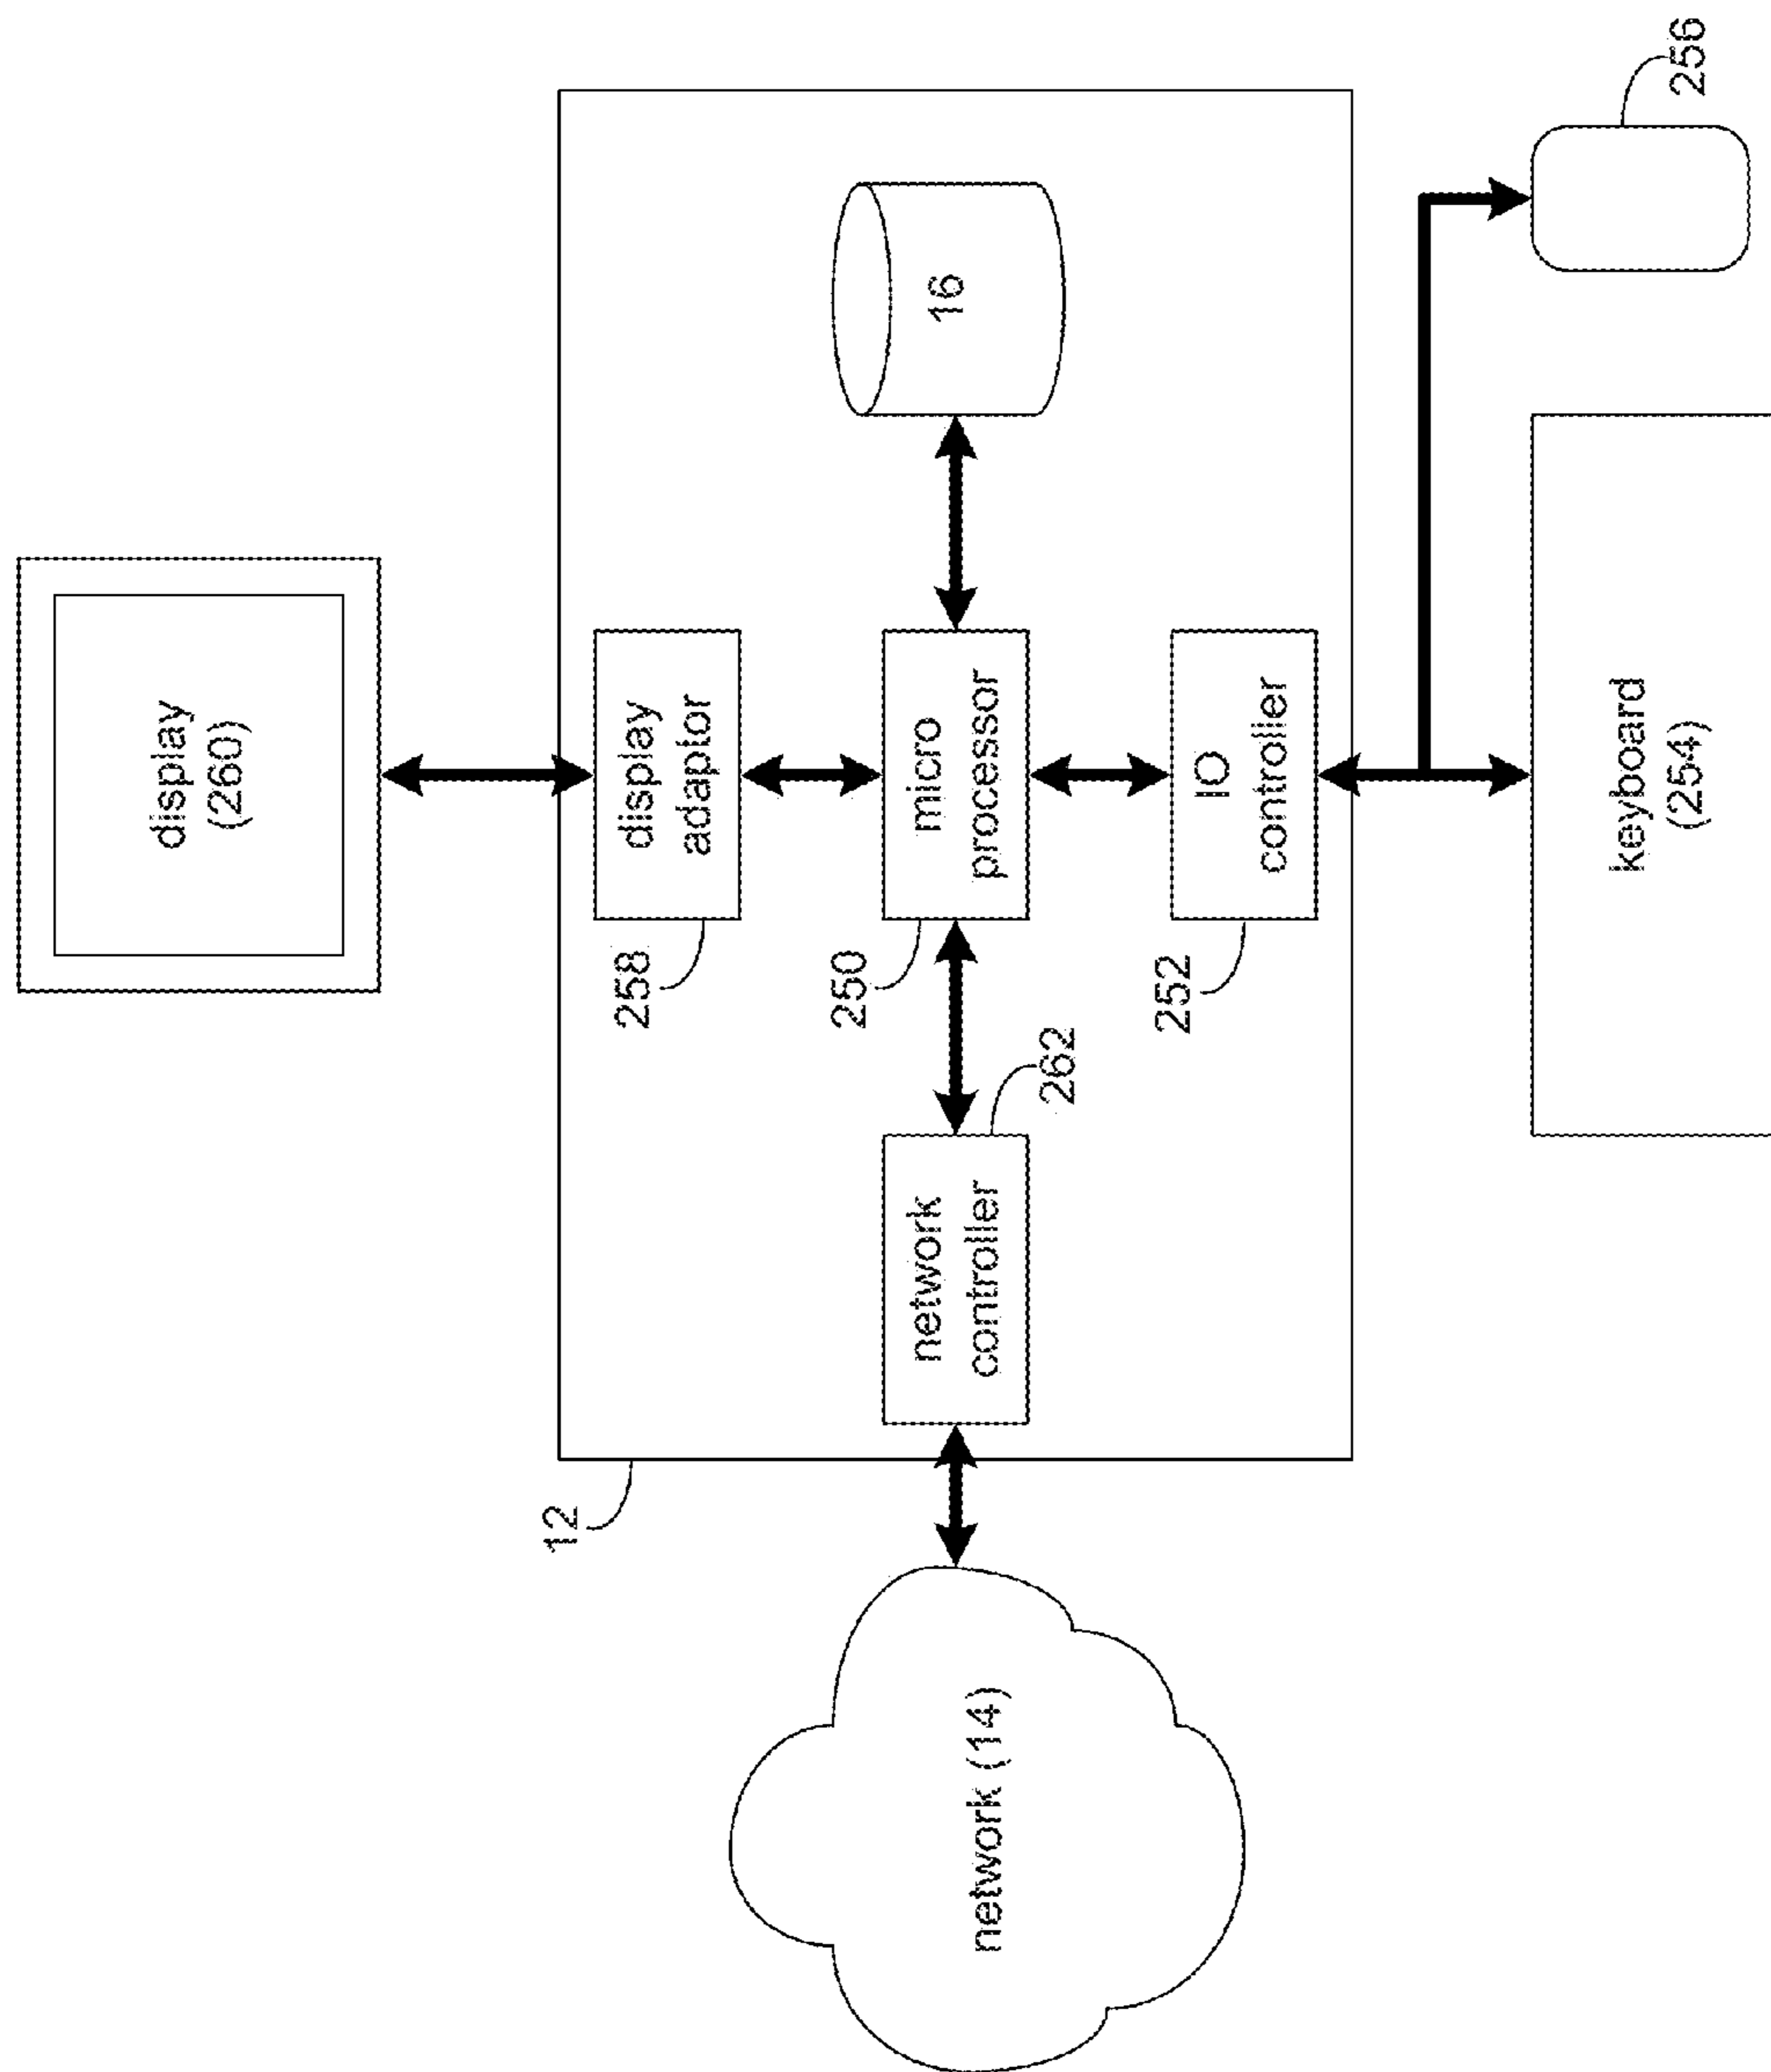 display
(260)
258
display
adaptor
12
network (14)
network
controller
262
250
micro
processor
16
252
IO
controller
keyboard
(254)
256